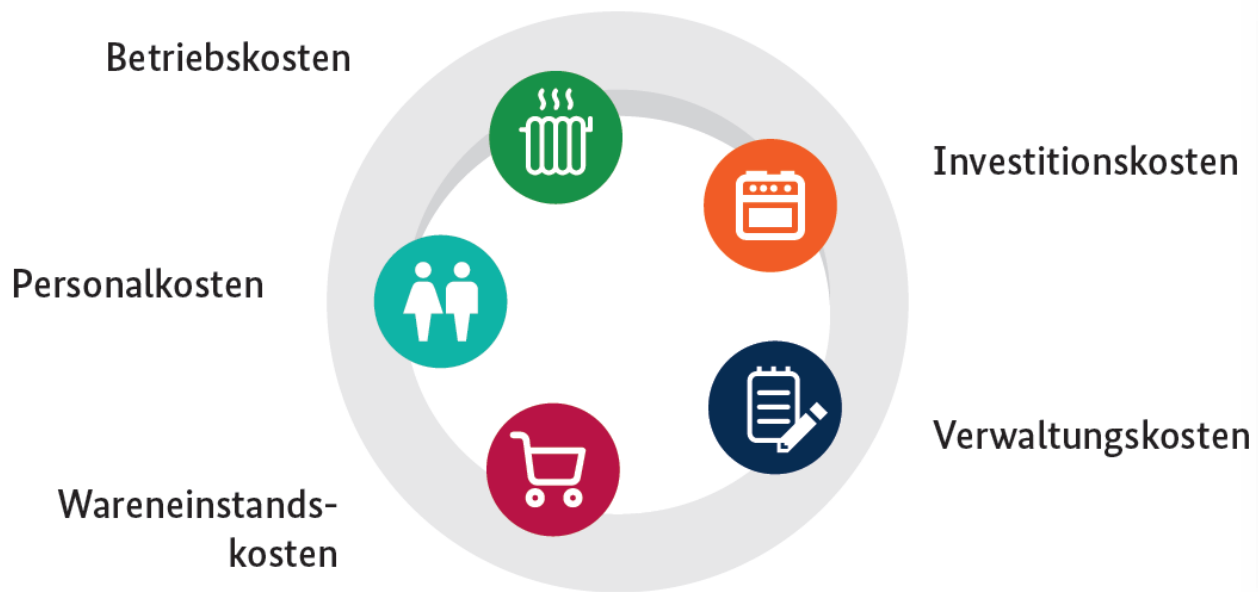 Betriebskosten
Investitionskosten
Personalkosten
Verwaltungskosten
Wareneinstands-
kosten